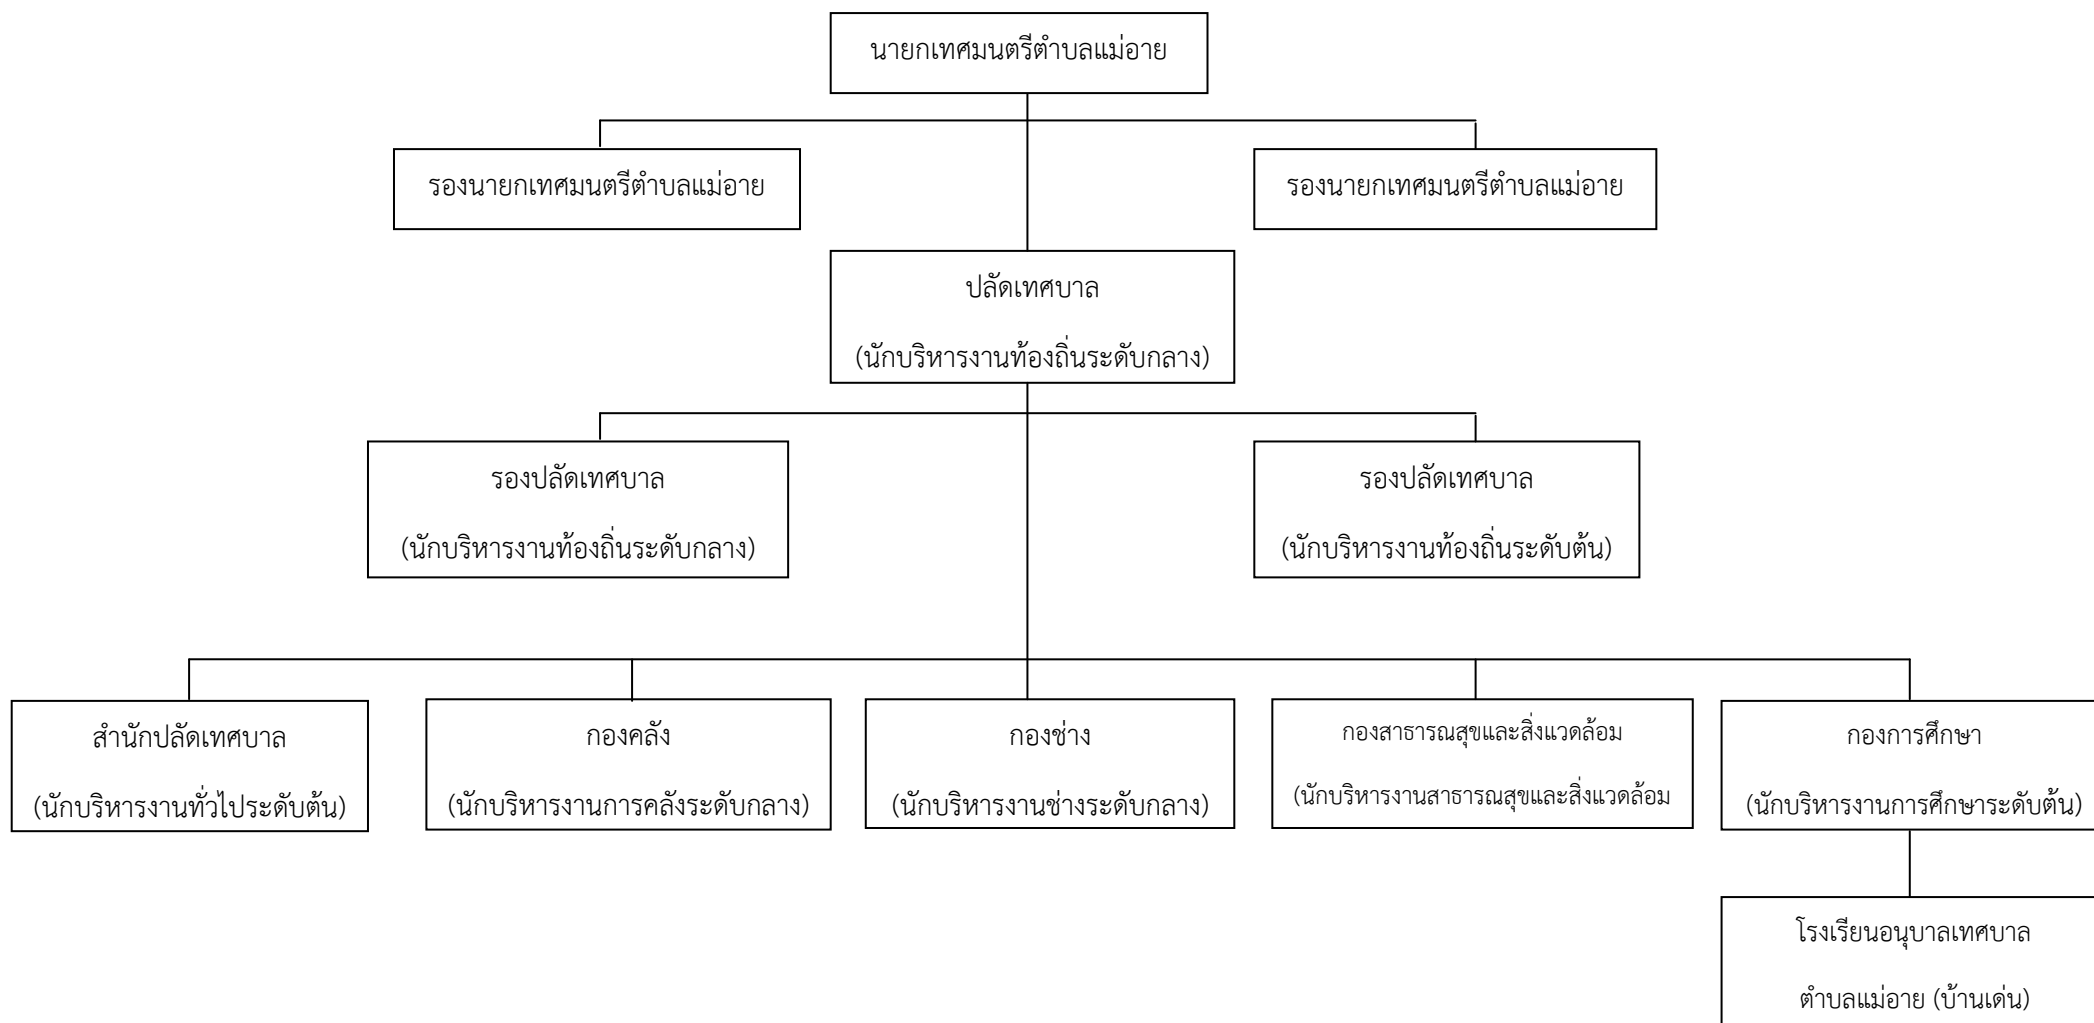 นายกเทศมนตรีตำบลแม่อาย
รองนายกเทศมนตรีตำบลแม่อาย
รองนายกเทศมนตรีตำบลแม่อาย
ปลัดเทศบาล
(นักบริหารงานท้องถิ่นระดับกลาง)
รองปลัดเทศบาล
(นักบริหารงานท้องถิ่นระดับกลาง)
รองปลัดเทศบาล
(นักบริหารงานท้องถิ่นระดับต้น)
สำนักปลัดเทศบาล
(นักบริหารงานทั่วไประดับต้น)
กองคลัง
(นักบริหารงานการคลังระดับกลาง)
กองช่าง
(นักบริหารงานช่างระดับกลาง)
กองสาธารณสุขและสิ่งแวดล้อม
(นักบริหารงานสาธารณสุขและสิ่งแวดล้อม
กองการศึกษา
(นักบริหารงานการศึกษาระดับต้น)
โรงเรียนอนุบาลเทศบาล
ตำบลแม่อาย (บ้านเด่น)